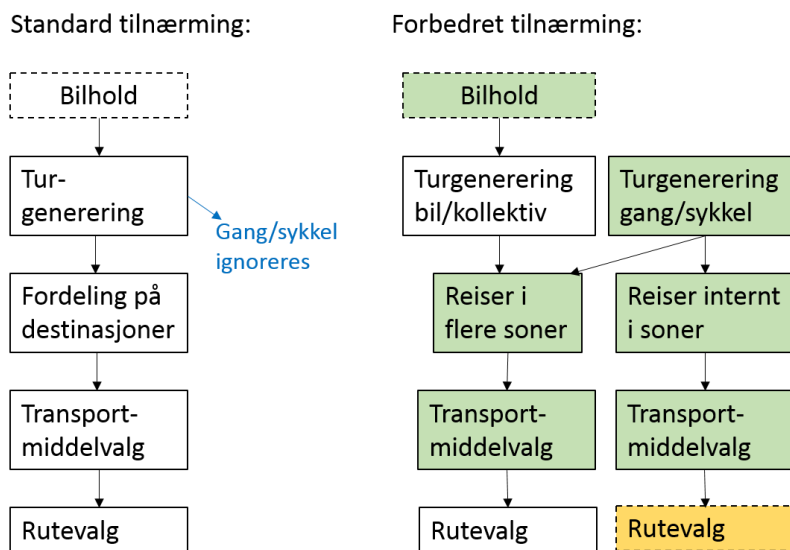 Standard tilnærming:
Bilhold
Tur-
generering
Gang/sykkel
ignoreres
Fordeling på
destinasjoner
Transport-
middelvalg
Rutevalg
Forbedret tilnærming:
Bilhold
Turgenerering
bil/kollektiv
Turgenerering
gang/sykkel
Reiser i
flere soner
Reiser internt
i soner
Transport-
middelvalg
Transport-
middelvalg
Rutevalg
Rutevalg